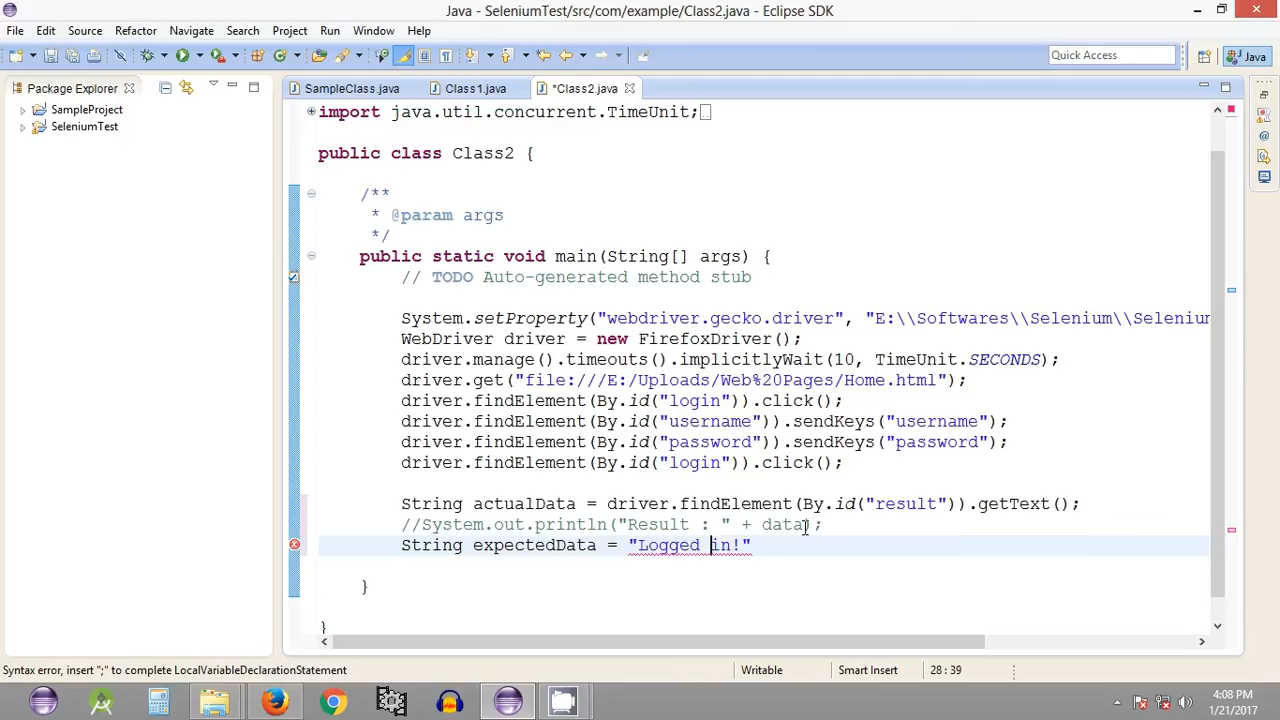 Java - SeleniumTest/src/com/example/Class2.java - Eclipse SDK
File Edit Source Refactor Navigate Search Project Run Window Help
Quick Access
Java
Package Explorer
SampleClass.java
Class1.java
*Class2.java
SampleProject
SeleniumTest
import java.util.concurrent.TimeUnit;
public class Class2 {
/**
* @param args
*/
public static void main(String[] args) {
// TODO Auto-generated method stub
System.setProperty("webdriver.gecko.driver", "E:\\Softwares\\Selenium\\Selenium
WebDriver driver = new FirefoxDriver();
driver.manage().timeouts().implicitlyWait(10, TimeUnit.SECONDS);
driver.get("file:///E:/Uploads/Web%20Pages/Home.html");
driver.findElement(By.id("login")).click();
driver.findElement(By.id("username")).sendKeys("username");
driver.findElement(By.id("password")).sendKeys("password");
driver.findElement(By.id("login")).click();
String actualData = driver.findElement(By.id("result")).getText();
//System.out.println("Result : " + data);
String expectedData = "Logged in!"
}
}
Syntax error, insert ";" to complete LocalVariableDeclarationStatement
Writable
Smart Insert
28 : 39
4:08 PM
1/21/2017